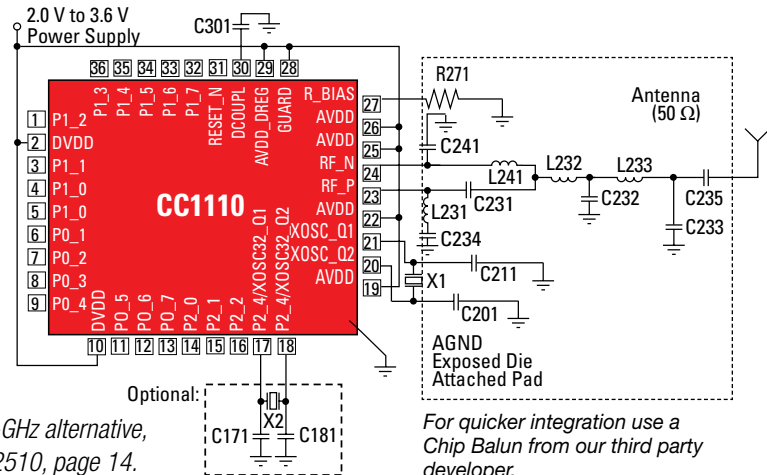 2.0 V to 3.6 V
Power Supply
C301
36 35 34 33 32 31 30 29 28
P1_3
P1_4
P1_5
P1_6
P1_7
RESET_N
DCOUPL
AVDD_DREG
GUARD
1 P1_2
2 DVDD
3 P1_1
4 P1_0
5 P1_0
6 P0_1
7 P0_2
8 P0_3
9 P0_4
CC1110
R_BIAS 27
AVDD 26
AVDD 25
RF_N 24
RF_P 23
AVDD 22
XOSC_Q1 21
XOSC_Q2 20
AVDD 19
DVDD
P0_5
P0_6
P0_7
P2_0
P2_1
P2_2
P2_4/XOSC32_Q1
P2_4/XOSC32_Q2
10 11 12 13 14 15 16 17 18
R271
Antenna
(50 Ω)
C241
L241
L232
L233
C235
C231
C232
C233
L231
C234
C211
X1
C201
AGND
Exposed Die
Attached Pad
Optional:
X2
C171
C181
GHz alternative,
2510, page 14.
For quicker integration use a
Chip Balun from our third party
developer.